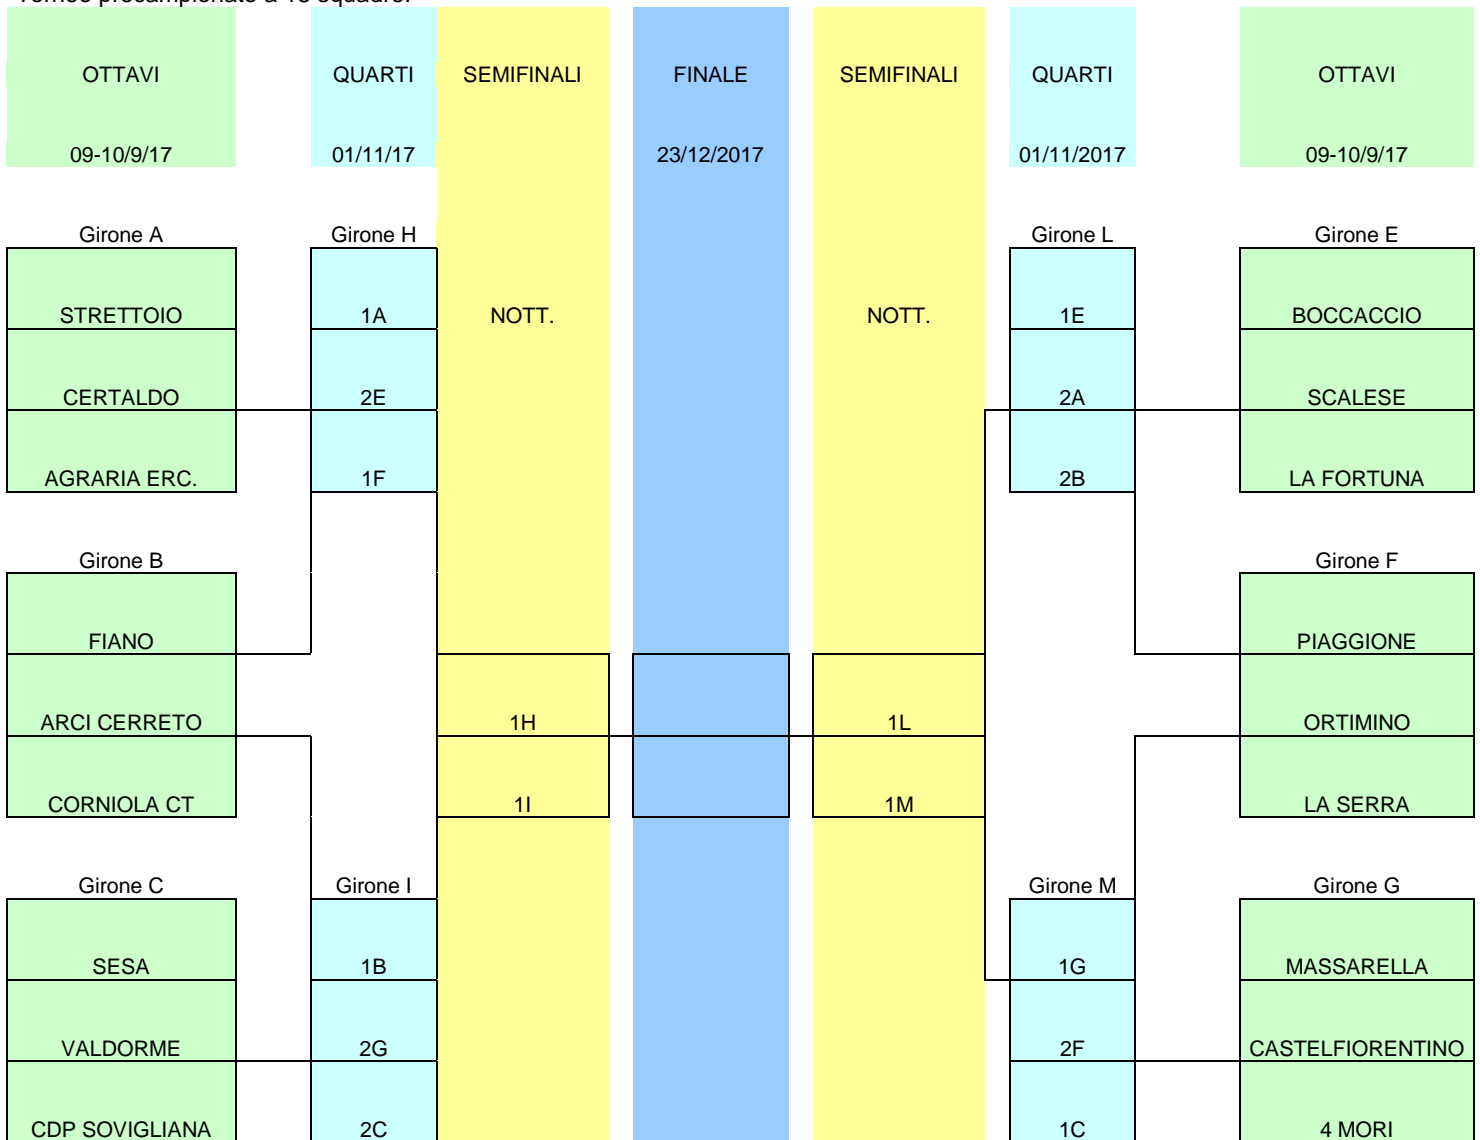 OTTAVI QUARTI SEMIFINALI FINALE SEMIFINALI QUARTI OTTAVI
09-10/9/17 01/11/17 23/12/2017 01/11/2017 09-10/9/17
Girone A Girone H Girone L Girone E
STRETTOIO 1A NOTT. NOTT. 1E BOCCACCIO
CERTALDO 2E 2A SCALESE
AGRARIA ERC. 1F 2B LA FORTUNA
Girone B Girone F
FIANO PIAGGIONE
ARCI CERRETO 1H 1L ORTIMINO
CORNIOLA CT 1I 1M LA SERRA
Girone C Girone I Girone M Girone G
SESA 1B 1G MASSARELLA
VALDORME 2G 2F CASTELFIORENTINO
CDP SOVIGLIANA 2C 1C 4 MORI